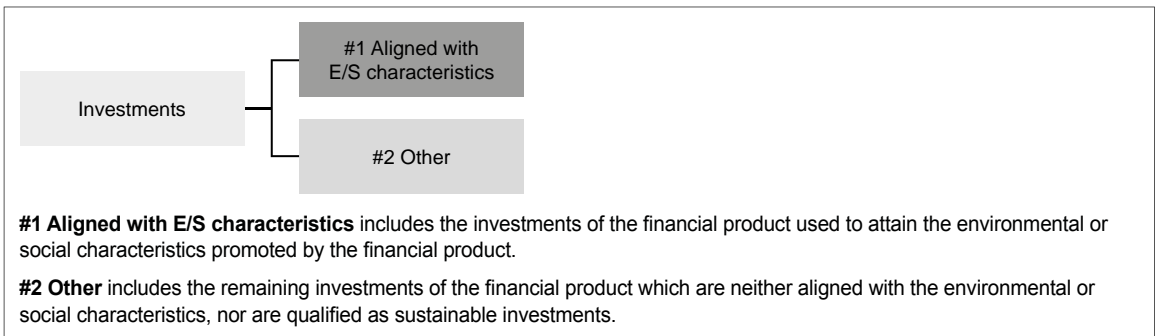 #1 Aligned with
E/S characteristics
Investments
#2 Other
#1 Aligned with E/S characteristics includes the investments of the financial product used to attain the environmental or
social characteristics promoted by the financial product.
#2 Other includes the remaining investments of the financial product which are neither aligned with the environmental or
social characteristics, nor are qualified as sustainable investments.